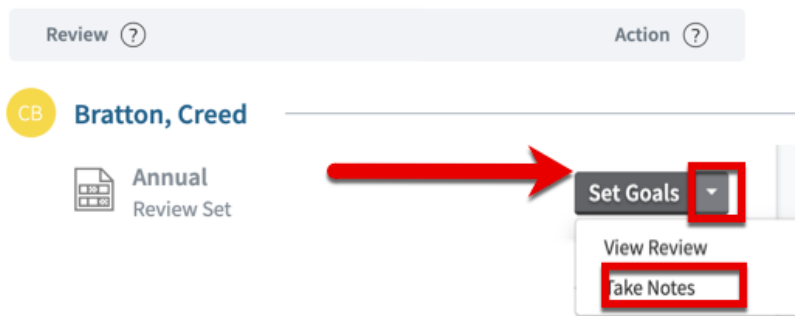 Review ?
Action ?
CB
Bratton, Creed
Annual
Review Set
Set Goals
View Review
Take Notes